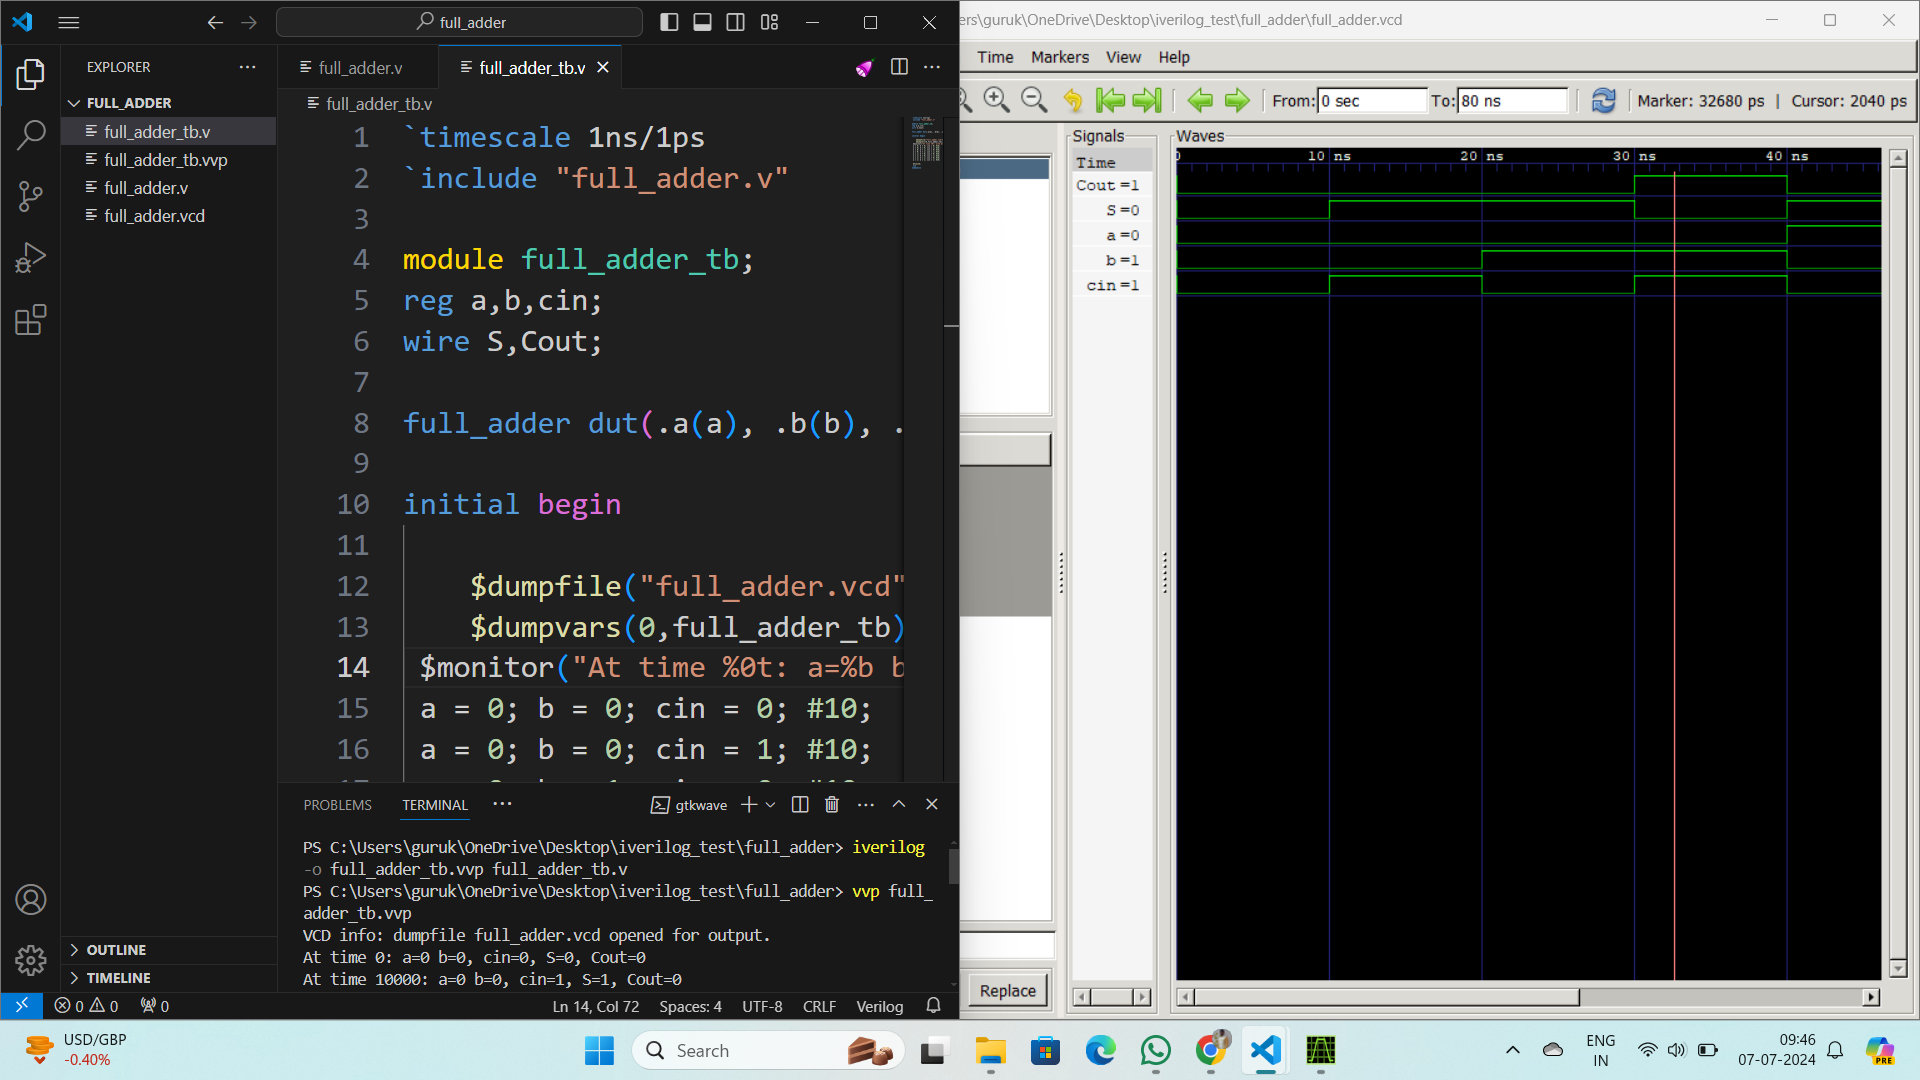 full_adder
EXPLORER
FULL_ADDER
full_adder_tb.v
full_adder_tb.vvp
full_adder.v
full_adder.vcd
OUTLINE
TIMELINE
full_adder.v
full_adder_tb.v
full_adder_tb.v
1 `timescale 1ns/1ps
2 `include "full_adder.v"
3
4 module full_adder_tb;
5 reg a,b,cin;
6 wire S,Cout;
7
8 full_adder dut(.a(a), .b(b), .
9
10 initial begin
11
12 $dumpfile("full_adder.vcd"
13 $dumpvars(0,full_adder_tb)
14 $monitor("At time %0t: a=%b b
15 a = 0; b = 0; cin = 0; #10;
16 a = 0; b = 0; cin = 1; #10;
PROBLEMS TERMINAL gtkwave
PS C:\Users\guruk\OneDrive\Desktop\iverilog_test\full_adder> iverilog
-o full_adder_tb.vvp full_adder_tb.v
PS C:\Users\guruk\OneDrive\Desktop\iverilog_test\full_adder> vvp full_
adder_tb.vvp
VCD info: dumpfile full_adder.vcd opened for output.
At time 0: a=0 b=0, cin=0, S=0, Cout=0
At time 10000: a=0 b=0, cin=1, S=1, Cout=0
0 0 0 Ln 14, Col 72 Spaces: 4 UTF-8 CRLF Verilog
ers\guruk\OneDrive\Desktop\iverilog_test\full_adder\full_adder.vcd
Time Markers View Help
From: 0 sec To: 80 ns Marker: 32680 ps | Cursor: 2040 ps
Signals
Time
Cout =1
S =0
a =0
b =1
cin =1
Waves
0 10 ns 20 ns 30 ns 40 ns
Replace
USD/GBP
-0.40%
Search
PRE
ENG
IN
09:46
07-07-2024